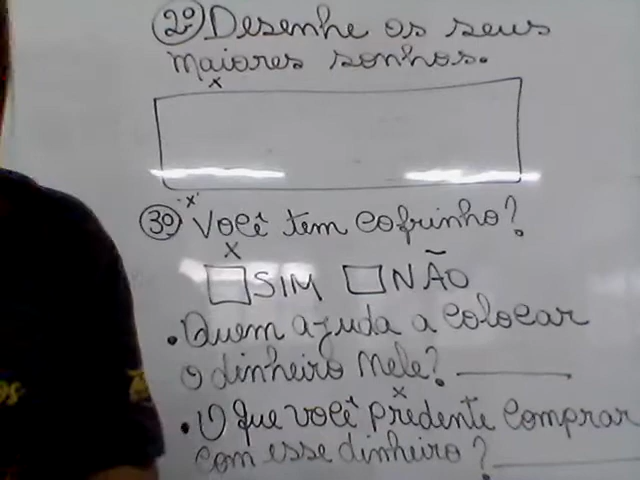 2º Desenhe os seus
maiores sonhos.
x
x
3º Você tem cofrinho?
x
SIM NÃO
• Quem ajuda a colocar
o dinheiro nele?
x
• O que você predente comprar
com esse dinheiro?